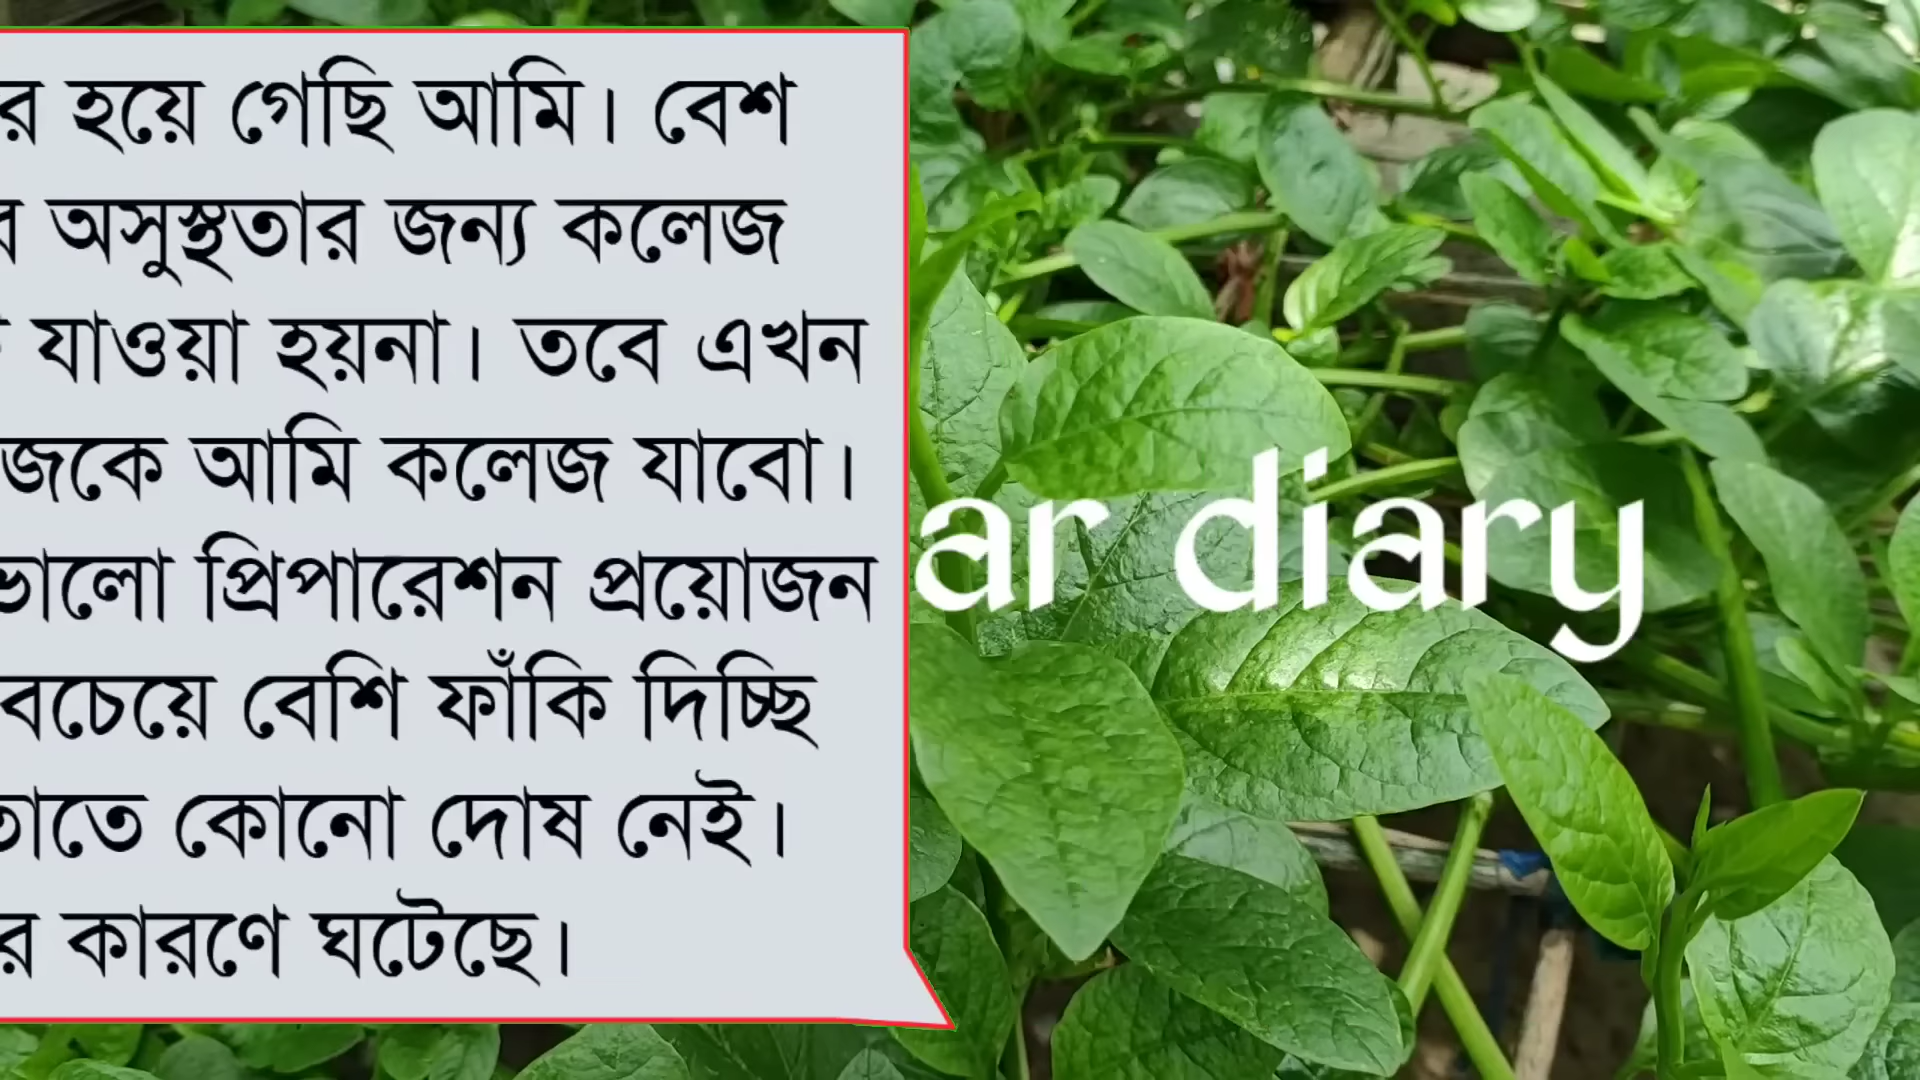 হয়ে গেছি আমি। বেশ
অসুস্থতার জন্য কলেজ
যাওয়া হয়না। তবে এখন
জকে আমি কলেজ যাবো।
ভালো প্রিপারেশন প্রয়োজন
বচেয়ে বেশি ফাঁকি দিচ্ছি
তাতে কোনো দোষ নেই।
কারণে ঘটেছে।
ar diary